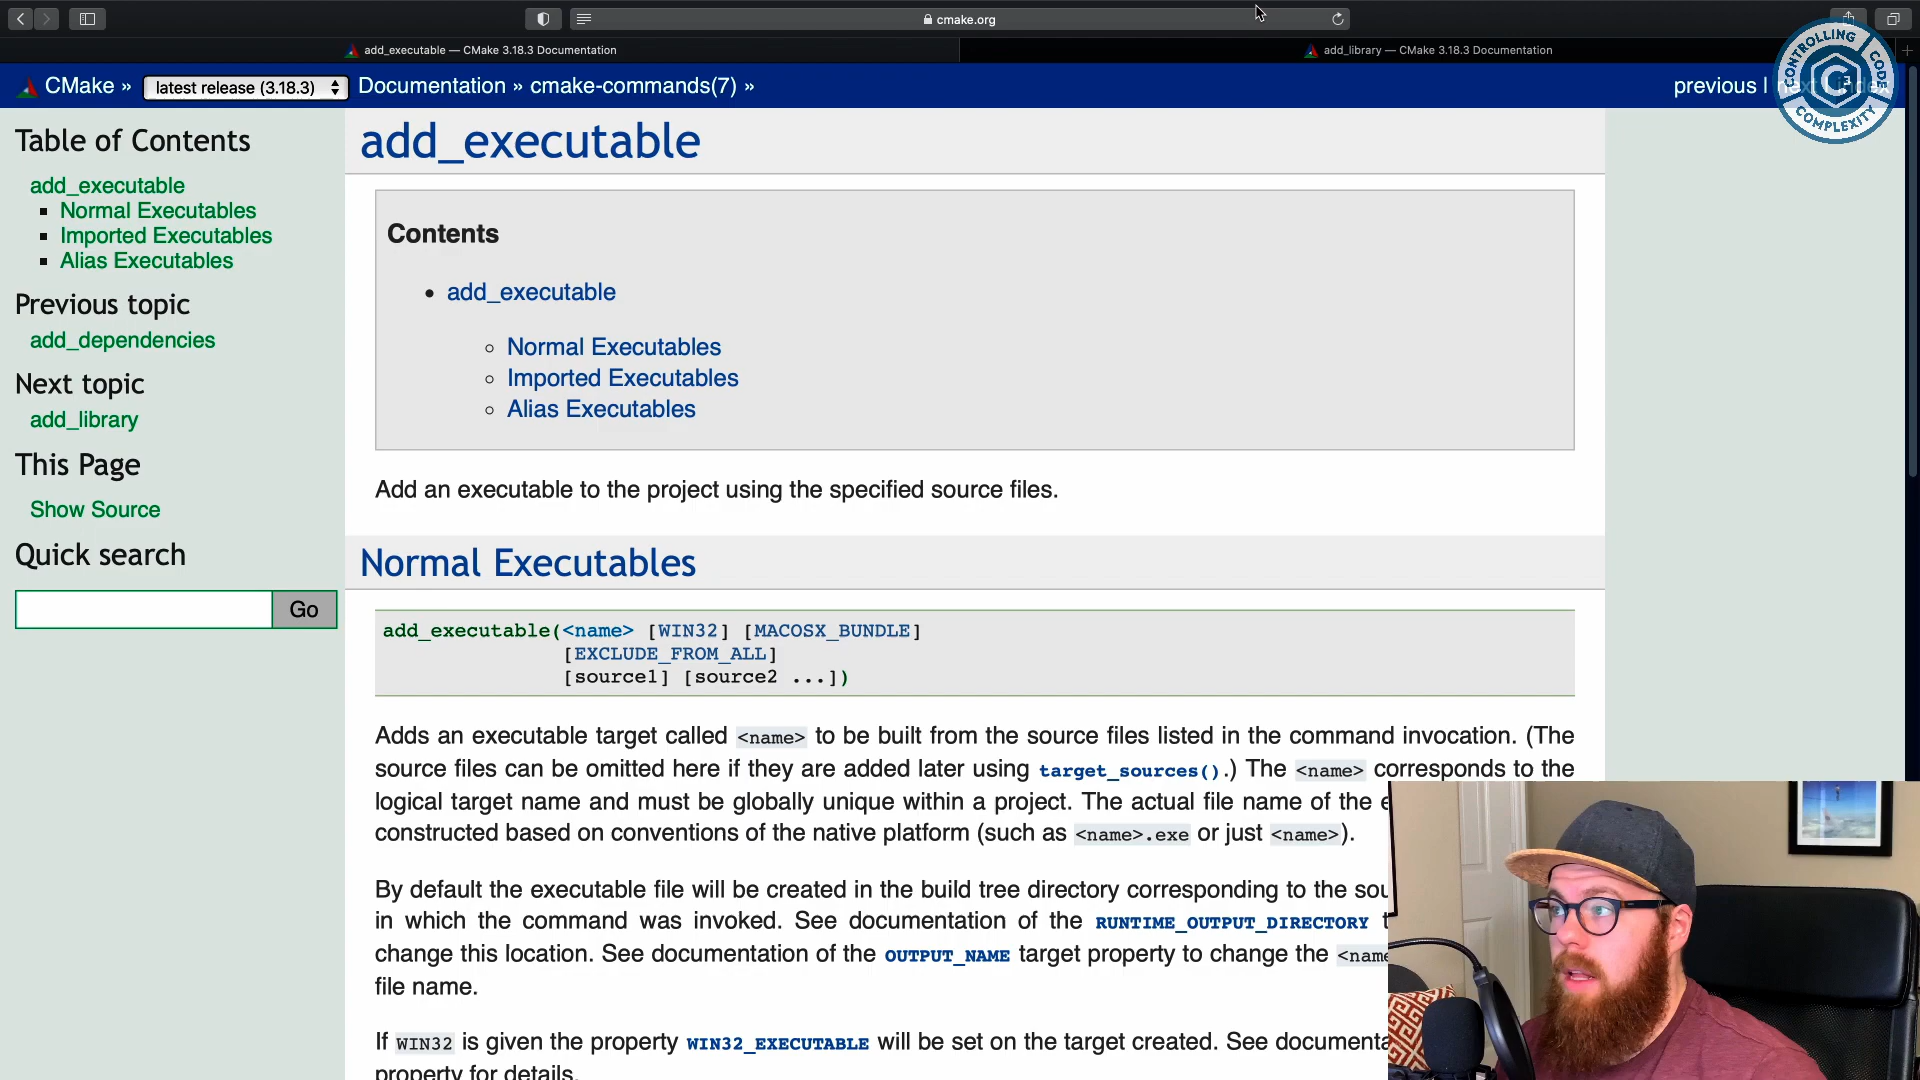 cmake.org
add_executable — CMake 3.18.3 Documentation
add_library — CMake 3.18.3 Documentation
CMake » latest release (3.18.3) Documentation » cmake-commands(7) »
previous | next | index
CONTROLLING CODE COMPLEXITY
C3
Table of Contents
add_executable
Normal Executables
Imported Executables
Alias Executables
Previous topic
add_dependencies
Next topic
add_library
This Page
Show Source
Quick search
Go
add_executable
Contents
add_executable
Normal Executables
Imported Executables
Alias Executables
Add an executable to the project using the specified source files.
Normal Executables
add_executable(<name> [WIN32] [MACOSX_BUNDLE]
[EXCLUDE_FROM_ALL]
[source1] [source2 ...])
Adds an executable target called <name> to be built from the source files listed in the command invocation. (The
source files can be omitted here if they are added later using target_sources().) The <name> corresponds to the
logical target name and must be globally unique within a project. The actual file name of the
constructed based on conventions of the native platform (such as <name>.exe or just <name>).
By default the executable file will be created in the build tree directory corresponding to the
in which the command was invoked. See documentation of the RUNTIME_OUTPUT_DIRECTORY
change this location. See documentation of the OUTPUT_NAME target property to change the <name
file name.
If WIN32 is given the property WIN32_EXECUTABLE will be set on the target created. See
property for details.